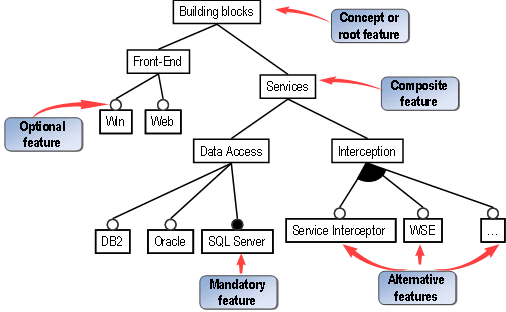 Building blocks
Concept or
root feature
Front-End
Services
Composite
feature
Optional
feature
Win
Web
Data Access
Interception
DB2
Oracle
SQL Server
Service Interceptor
WSE
...
Mandatory
feature
Alternative
features